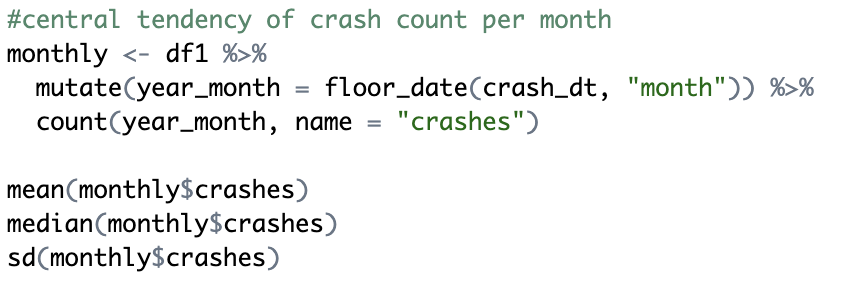 #central tendency of crash count per month
monthly <- df1 %>%
  mutate(year_month = floor_date(crash_dt, "month")) %>%
  count(year_month, name = "crashes")

mean(monthly$crashes)
median(monthly$crashes)
sd(monthly$crashes)